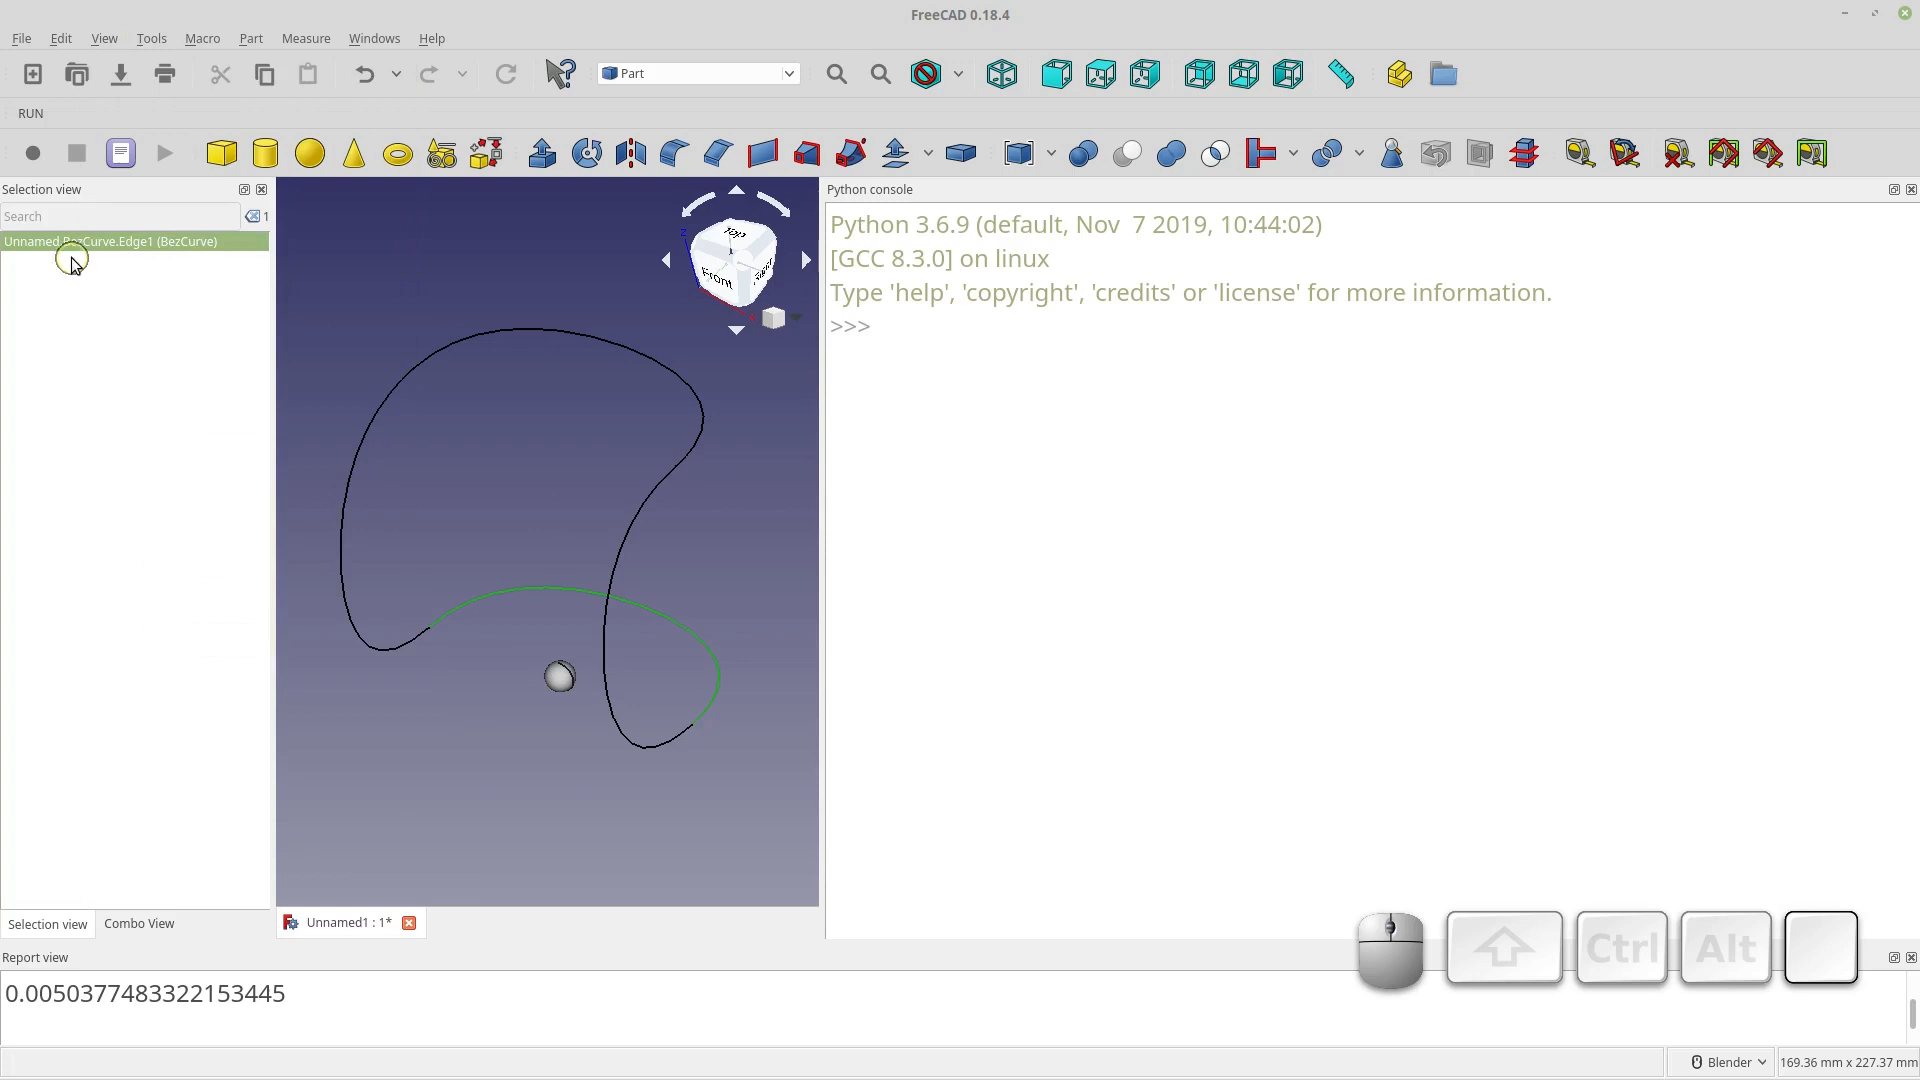 FreeCAD 0.18.4
File Edit View Tools Macro Part Measure Windows Help
Part
RUN
Selection view
Search
1
Unnamed.BezCurve.Edge1 (BezCurve)
Top
Front
Z
Python console
Python 3.6.9 (default, Nov  7 2019, 10:44:02)
[GCC 8.3.0] on linux
Type 'help', 'copyright', 'credits' or 'license' for more information.
>>>
Selection view Combo View
Unnamed1 : 1*
Ctrl Alt
Report view
0.0050377483322153445
Blender
169.36 mm x 227.37 mm